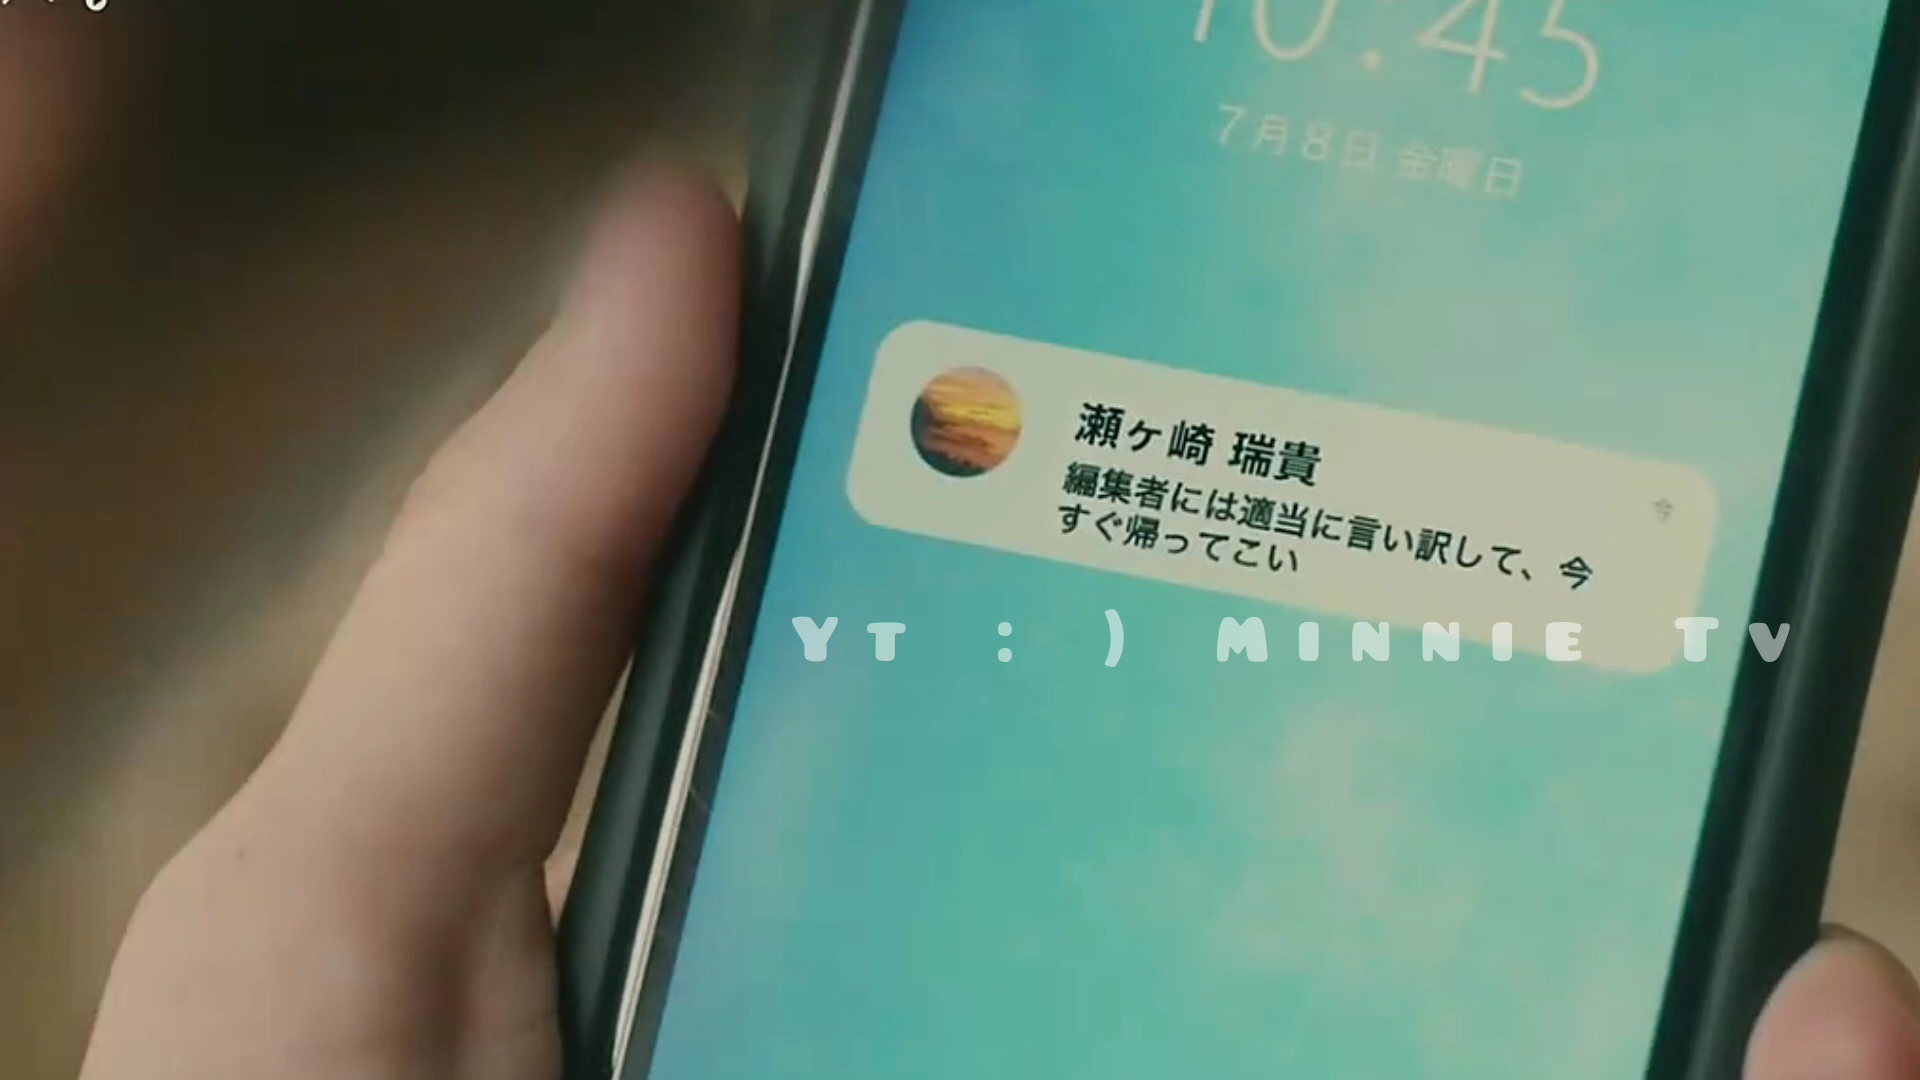 10:45
7月8日 金曜日
瀬ヶ崎 瑞貴
今
編集者には適当に言い訳して、今
すぐ帰ってこい
Yt :) Minnie Tv